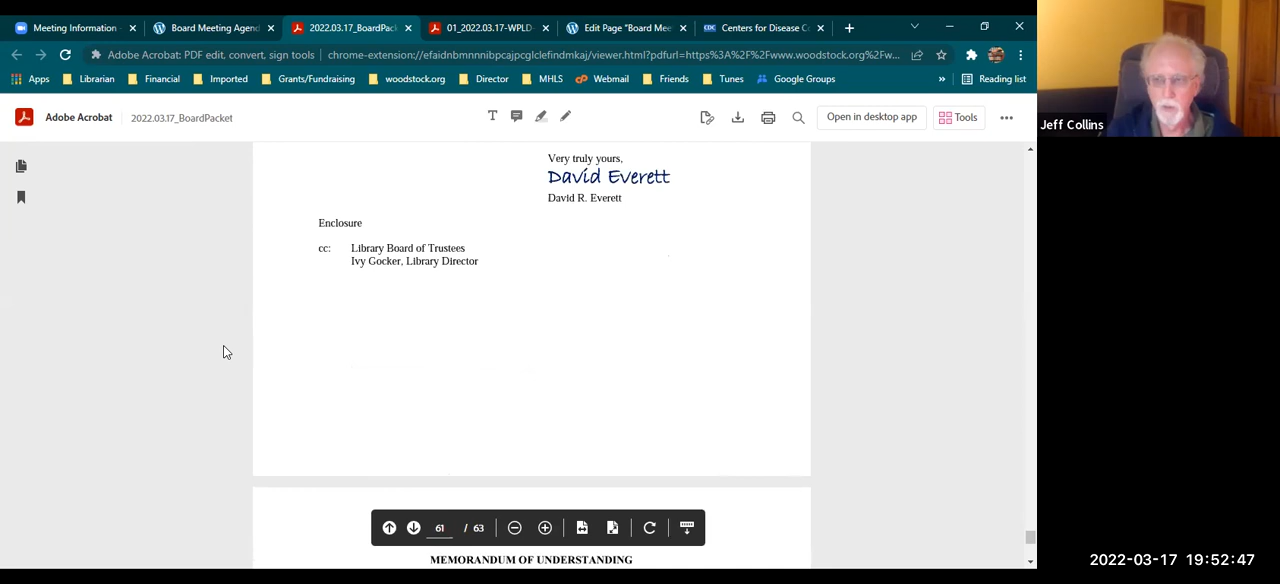 Meeting Information -
Board Meeting Agend
2022.03.17_BoardPack
01_2022.03.17-WPLD-
Edit Page "Board Mee
Centers for Disease Co
Adobe Acrobat: PDF edit, convert, sign tools
chrome-extension://efaidnbmnnnibpcajpcglclefindmkaj/viewer.html?pdfurl=https%3A%2F%2Fwww.woodstock.org%2Fw...
Apps
Librarian
Financial
Imported
Grants/Fundraising
woodstock.org
Director
MHLS
Webmail
Friends
Tunes
Google Groups
»
Reading list
Adobe Acrobat
2022.03.17_BoardPacket
Open in desktop app
Tools
Very truly yours,
David Everett
David R. Everett
Enclosure
cc: Library Board of Trustees
Ivy Gocker, Library Director
61 / 63
MEMORANDUM OF UNDERSTANDING
Jeff Collins
2022-03-17 19:52:47